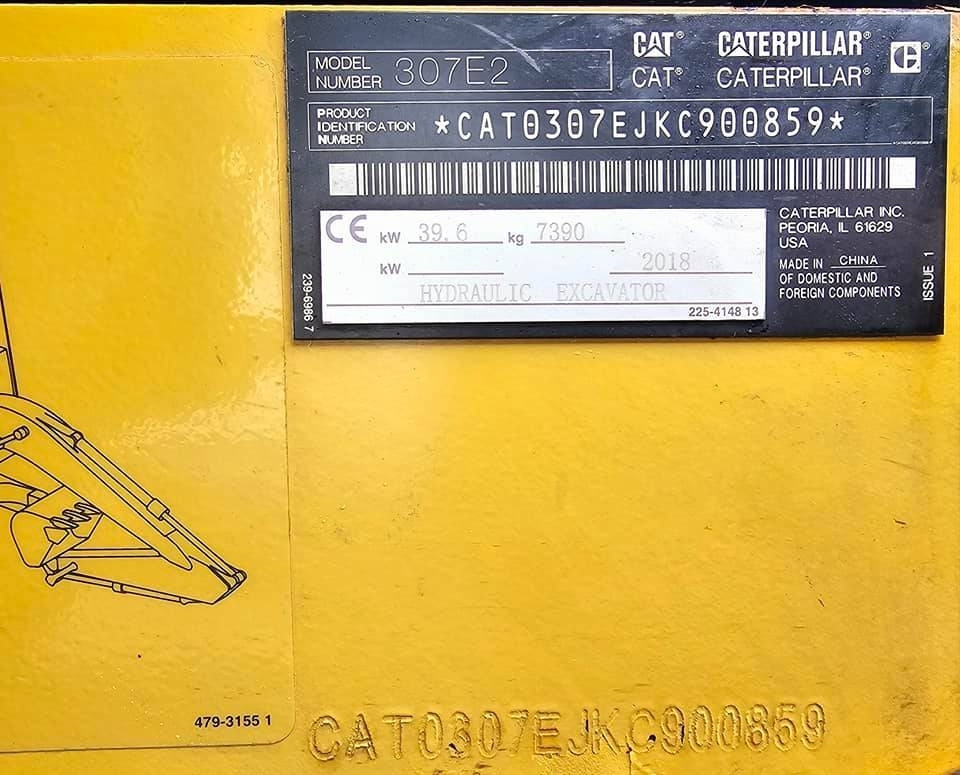 MODEL NUMBER 307E2
CAT® CATERPILLAR®
CAT® CATERPILLAR®
PRODUCT IDENTIFICATION NUMBER *CAT0307EJKC900859*
CE kW 39.6 kg 7390
kW 2018
HYDRAULIC EXCAVATOR
225-4148 13
239-6986 7
CATERPILLAR INC.
PEORIA, IL 61629
USA
MADE IN CHINA
OF DOMESTIC AND
FOREIGN COMPONENTS
ISSUE 1
479-3155 1
CAT0307EJKC900859